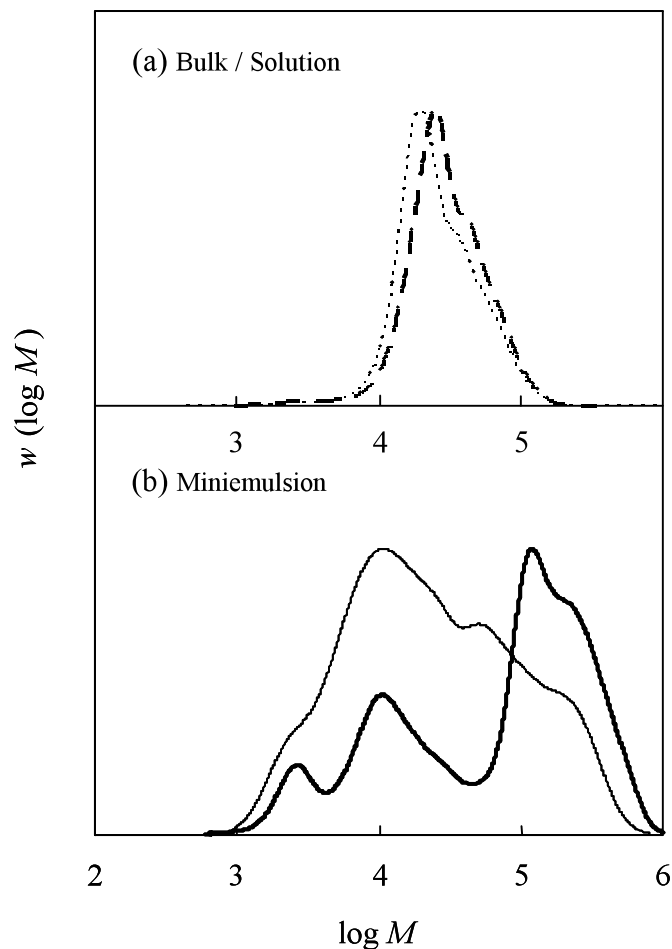 (a) Bulk / Solution
3 4 5
w (log M)
(b) Miniemulsion
2 3 4 5 6
log M